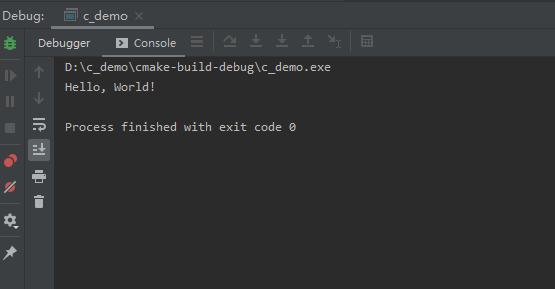 Debug: c_demo
Debugger Console
D:\c_demo\cmake-build-debug\c_demo.exe
Hello, World!
Process finished with exit code 0